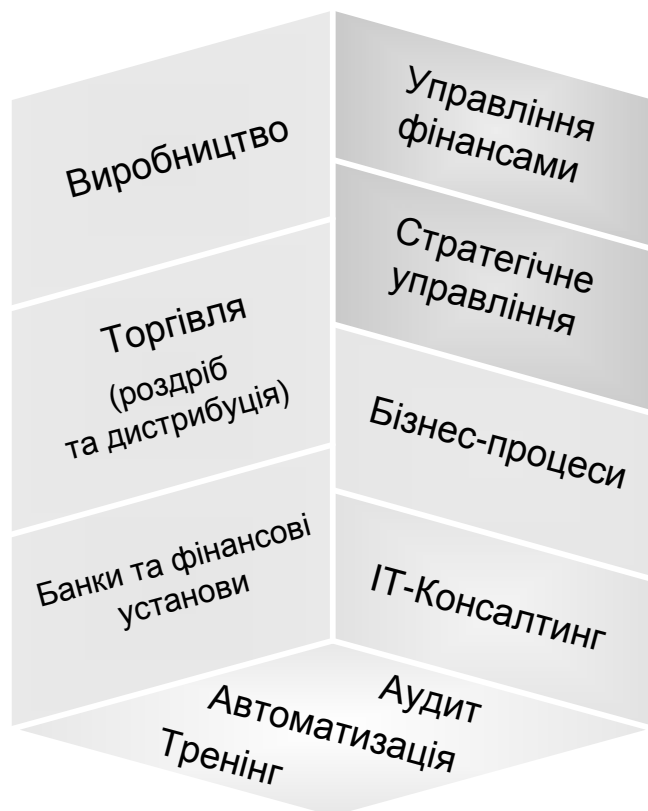 Виробництво
Торгівля
(роздріб
та дистрибуція)
Банки та фінансові
установи
Управління
фінансами
Стратегічне
управління
Бізнес-процеси
ІТ-Консалтинг
Аудит
Автоматизація
Тренінг